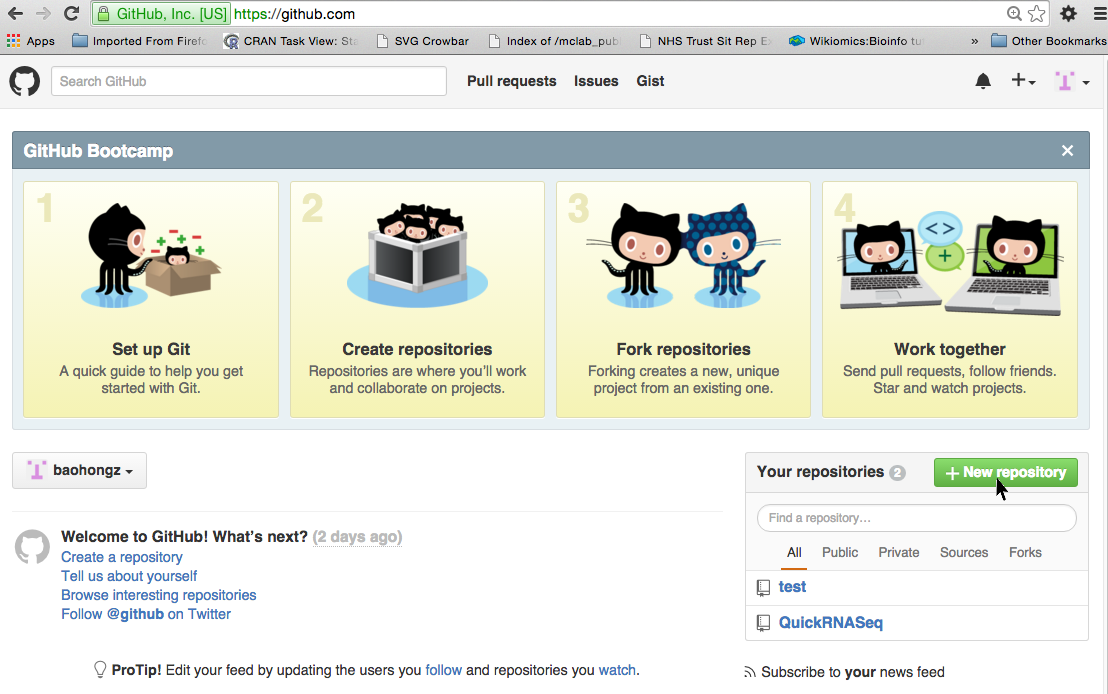 GitHub, Inc. [US] https://github.com
Apps Imported From Firefo CRAN Task View: Sta SVG Crowbar Index of /mclab_publ NHS Trust Sit Rep Ex Wikiomics:Bioinfo tu » Other Bookmarks
Search GitHub Pull requests Issues Gist
GitHub Bootcamp
1 2 3 4
Set up Git
A quick guide to help you get
started with Git.
Create repositories
Repositories are where you'll work
and collaborate on projects.
Fork repositories
Forking creates a new, unique
project from an existing one.
Work together
Send pull requests, follow friends.
Star and watch projects.
baohongz
Welcome to GitHub! What's next? (2 days ago)
Create a repository
Tell us about yourself
Browse interesting repositories
Follow @github on Twitter
ProTip! Edit your feed by updating the users you follow and repositories you watch.
Your repositories 2 + New repository
Find a repository…
All Public Private Sources Forks
test
QuickRNASeq
Subscribe to your news feed